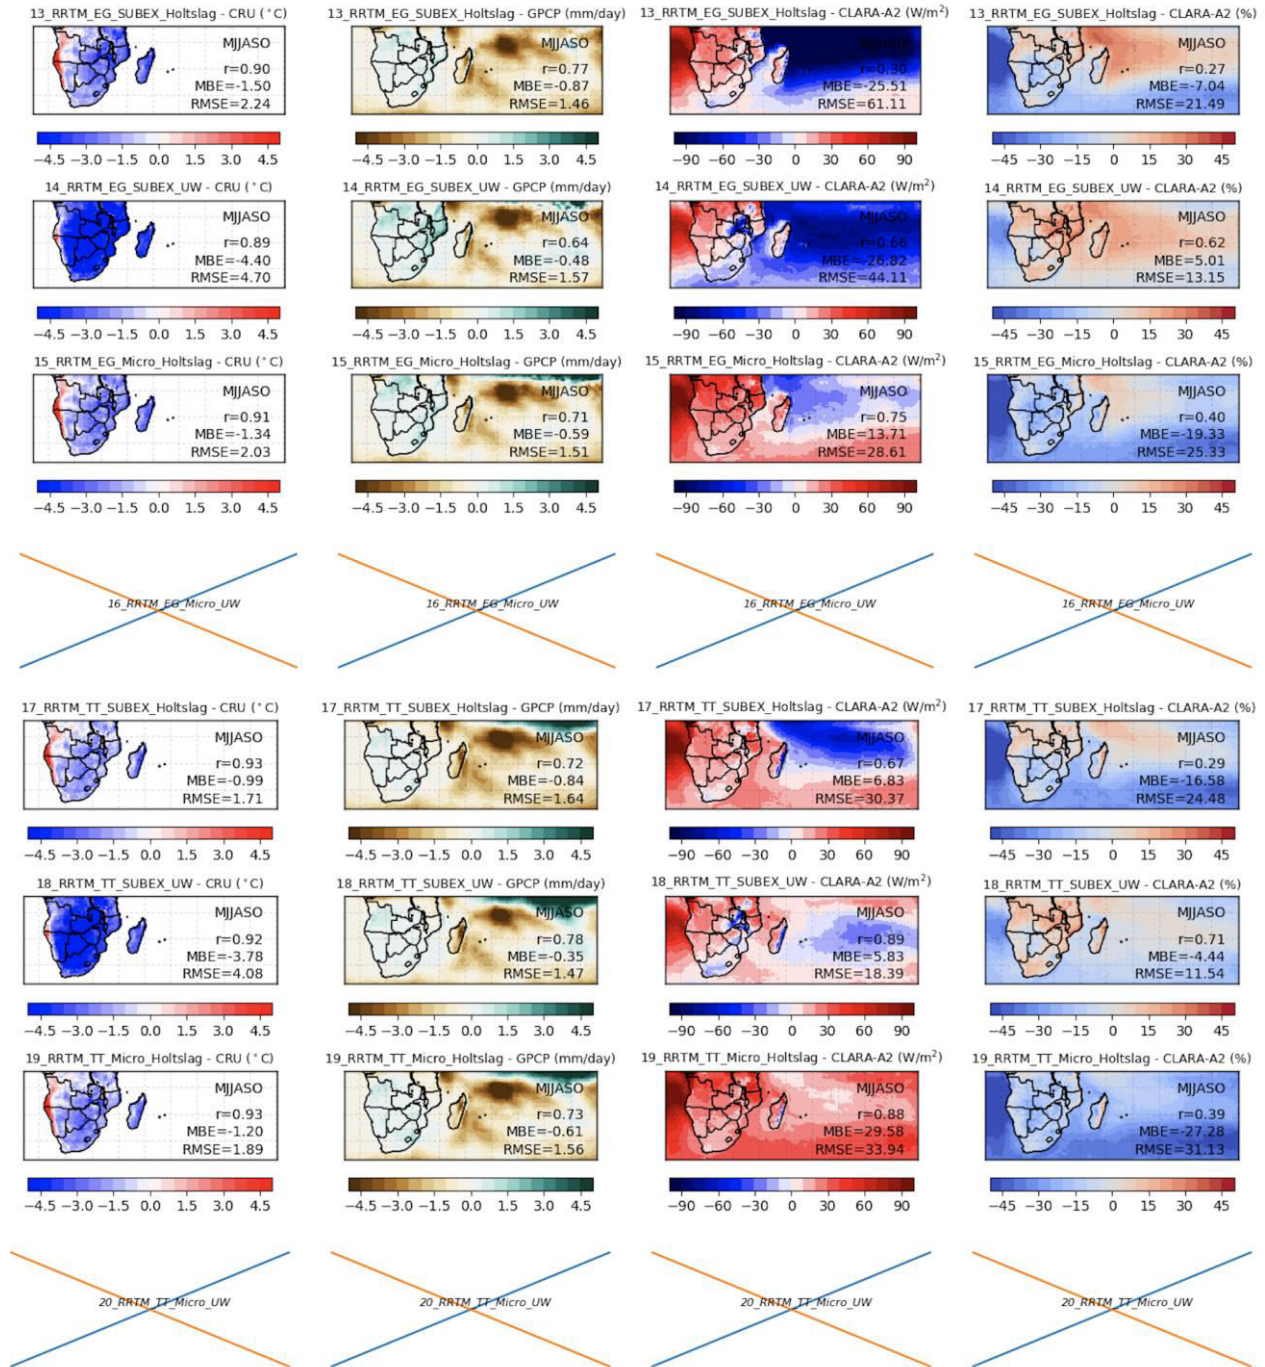 13_RRTM_EG_SUBEX_Holtslag - CRU (°C)
13_RRTM_EG_SUBEX_Holtslag - GPCP (mm/day)
13_RRTM_EG_SUBEX_Holtslag - CLARA-A2 (W/m²)
13_RRTM_EG_SUBEX_Holtslag - CLARA-A2 (%)
MJJASO
r=0.90
MBE=-1.50
RMSE=2.24
MJJASO
r=0.77
MBE=-0.87
RMSE=1.46
MJJASO
r=0.30
MBE=-25.51
RMSE=61.11
MJJASO
r=0.27
MBE=-7.04
RMSE=21.49
−4.5 −3.0 −1.5 0.0 1.5 3.0 4.5
−4.5 −3.0 −1.5 0.0 1.5 3.0 4.5
−90 −60 −30 0 30 60 90
−45 −30 −15 0 15 30 45
14_RRTM_EG_SUBEX_UW - CRU (°C)
14_RRTM_EG_SUBEX_UW - GPCP (mm/day)
14_RRTM_EG_SUBEX_UW - CLARA-A2 (W/m²)
14_RRTM_EG_SUBEX_UW - CLARA-A2 (%)
MJJASO
r=0.89
MBE=-4.40
RMSE=4.70
MJJASO
r=0.64
MBE=-0.48
RMSE=1.57
MJJASO
r=0.66
MBE=-26.82
RMSE=44.11
MJJASO
r=0.62
MBE=5.01
RMSE=13.15
−4.5 −3.0 −1.5 0.0 1.5 3.0 4.5
−4.5 −3.0 −1.5 0.0 1.5 3.0 4.5
−90 −60 −30 0 30 60 90
−45 −30 −15 0 15 30 45
15_RRTM_EG_Micro_Holtslag - CRU (°C)
15_RRTM_EG_Micro_Holtslag - GPCP (mm/day)
15_RRTM_EG_Micro_Holtslag - CLARA-A2 (W/m²)
15_RRTM_EG_Micro_Holtslag - CLARA-A2 (%)
MJJASO
r=0.91
MBE=-1.34
RMSE=2.03
MJJASO
r=0.71
MBE=-0.59
RMSE=1.51
MJJASO
r=0.75
MBE=13.71
RMSE=28.61
MJJASO
r=0.40
MBE=-19.33
RMSE=25.33
−4.5 −3.0 −1.5 0.0 1.5 3.0 4.5
−4.5 −3.0 −1.5 0.0 1.5 3.0 4.5
−90 −60 −30 0 30 60 90
−45 −30 −15 0 15 30 45
16_RRTM_EG_Micro_UW
16_RRTM_EG_Micro_UW
16_RRTM_EG_Micro_UW
16_RRTM_EG_Micro_UW
17_RRTM_TT_SUBEX_Holtslag - CRU (°C)
17_RRTM_TT_SUBEX_Holtslag - GPCP (mm/day)
17_RRTM_TT_SUBEX_Holtslag - CLARA-A2 (W/m²)
17_RRTM_TT_SUBEX_Holtslag - CLARA-A2 (%)
MJJASO
r=0.93
MBE=-0.99
RMSE=1.71
MJJASO
r=0.72
MBE=-0.84
RMSE=1.64
MJJASO
r=0.67
MBE=6.83
RMSE=30.37
MJJASO
r=0.29
MBE=-16.58
RMSE=24.48
−4.5 −3.0 −1.5 0.0 1.5 3.0 4.5
−4.5 −3.0 −1.5 0.0 1.5 3.0 4.5
−90 −60 −30 0 30 60 90
−45 −30 −15 0 15 30 45
18_RRTM_TT_SUBEX_UW - CRU (°C)
18_RRTM_TT_SUBEX_UW - GPCP (mm/day)
18_RRTM_TT_SUBEX_UW - CLARA-A2 (W/m²)
18_RRTM_TT_SUBEX_UW - CLARA-A2 (%)
MJJASO
r=0.92
MBE=-3.78
RMSE=4.08
MJJASO
r=0.78
MBE=-0.35
RMSE=1.47
MJJASO
r=0.89
MBE=5.83
RMSE=18.39
MJJASO
r=0.71
MBE=-4.44
RMSE=11.54
−4.5 −3.0 −1.5 0.0 1.5 3.0 4.5
−4.5 −3.0 −1.5 0.0 1.5 3.0 4.5
−90 −60 −30 0 30 60 90
−45 −30 −15 0 15 30 45
19_RRTM_TT_Micro_Holtslag - CRU (°C)
19_RRTM_TT_Micro_Holtslag - GPCP (mm/day)
19_RRTM_TT_Micro_Holtslag - CLARA-A2 (W/m²)
19_RRTM_TT_Micro_Holtslag - CLARA-A2 (%)
MJJASO
r=0.93
MBE=-1.20
RMSE=1.89
MJJASO
r=0.73
MBE=-0.61
RMSE=1.56
MJJASO
r=0.88
MBE=29.58
RMSE=33.94
MJJASO
r=0.39
MBE=-27.28
RMSE=31.13
−4.5 −3.0 −1.5 0.0 1.5 3.0 4.5
−4.5 −3.0 −1.5 0.0 1.5 3.0 4.5
−90 −60 −30 0 30 60 90
−45 −30 −15 0 15 30 45
20_RRTM_TT_Micro_UW
20_RRTM_TT_Micro_UW
20_RRTM_TT_Micro_UW
20_RRTM_TT_Micro_UW